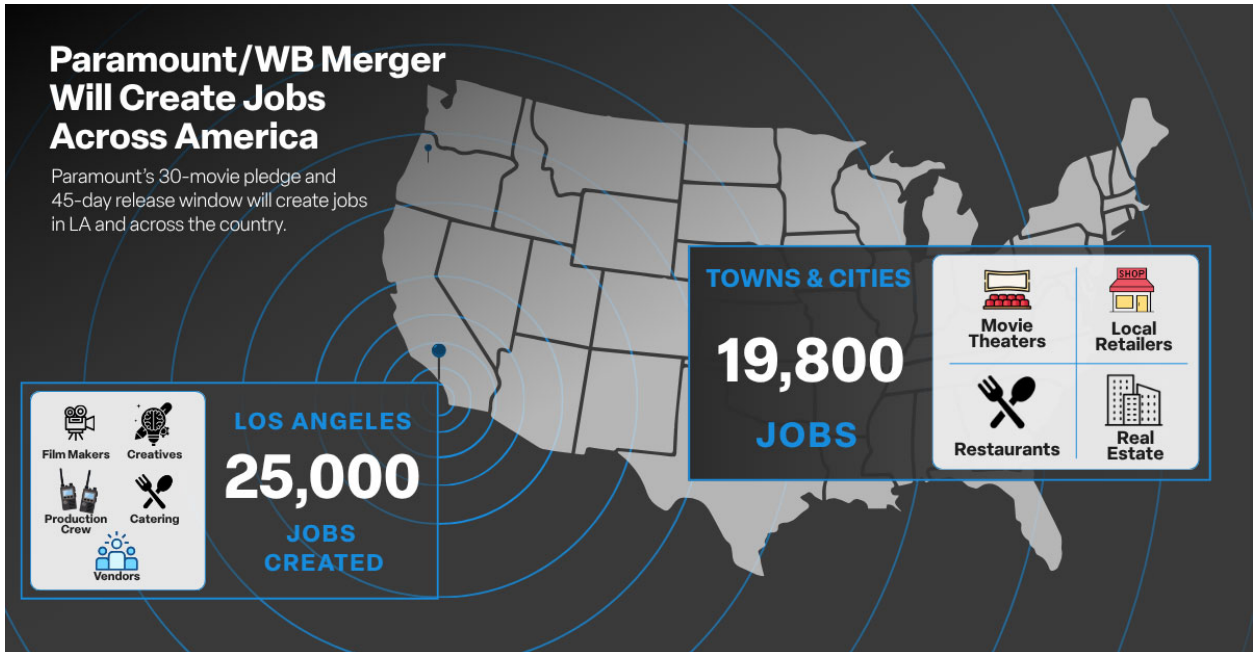 Paramount/WB Merger
Will Create Jobs
Across America
Paramount's 30-movie pledge and
45-day release window will create jobs
in LA and across the country.
TOWNS & CITIES
19,800
JOBS
Movie
Theaters
SHOP
Local
Retailers
Restaurants
Real
Estate
Film Makers
Creatives
Production
Crew
Catering
Vendors
LOS ANGELES
25,000
JOBS
CREATED